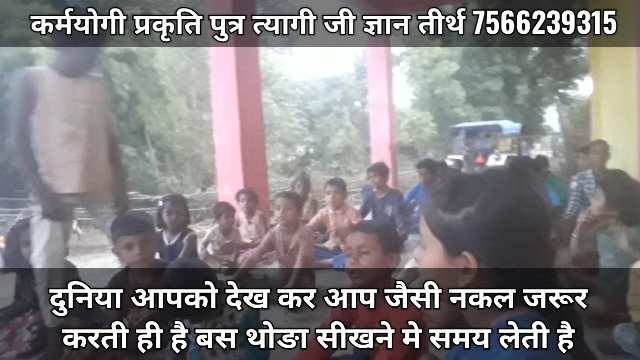 कर्मयोगी प्रकृति पुत्र त्यागी जी ज्ञान तीर्थ 7566239315
दुनिया आपको देख कर आप जैसी नकल जरूर
करती ही है बस थोङा सीखने मे समय लेती है